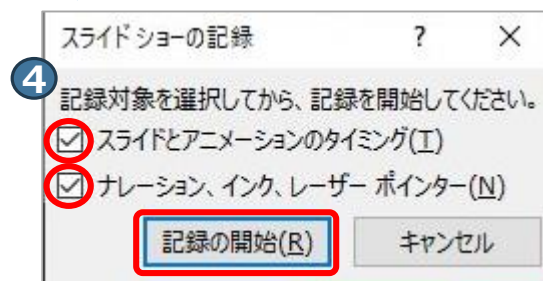 スライド ショーの記録 ? ×
4
記録対象を選択してから、記録を開始してください。
スライドとアニメーションのタイミング(T)
ナレーション、インク、レーザー ポインター(N)
記録の開始(R) キャンセル